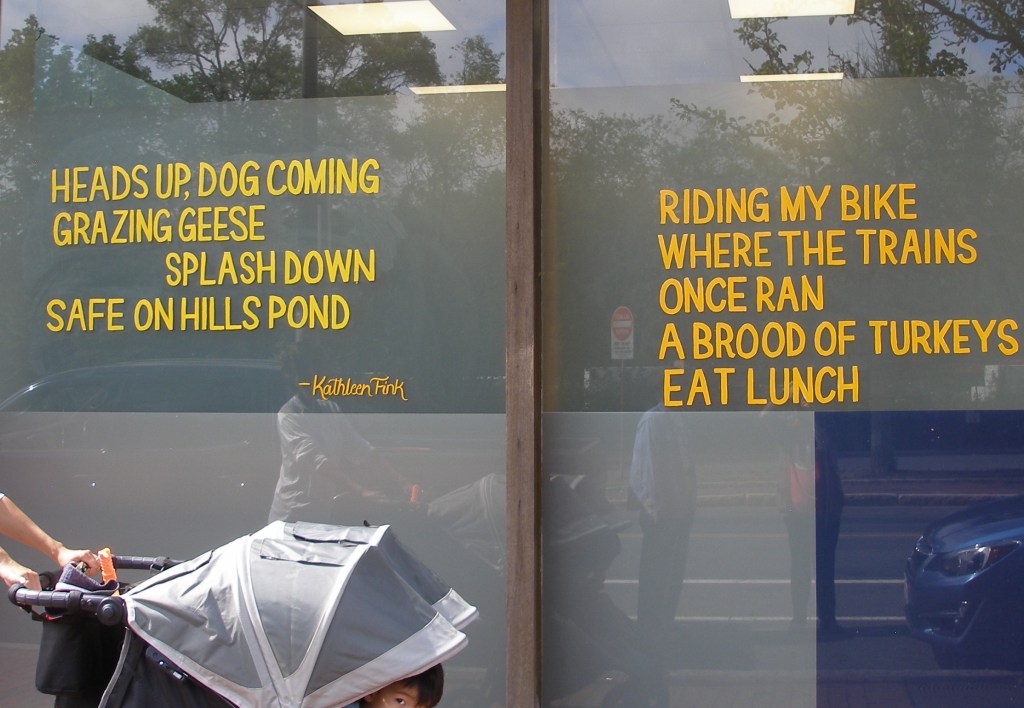 HEADS UP, DOG COMING
GRAZING GEESE
SPLASH DOWN
SAFE ON HILLS POND
-Kathleen Fink
RIDING MY BIKE
WHERE THE TRAINS
ONCE RAN
A BROOD OF TURKEYS
EAT LUNCH